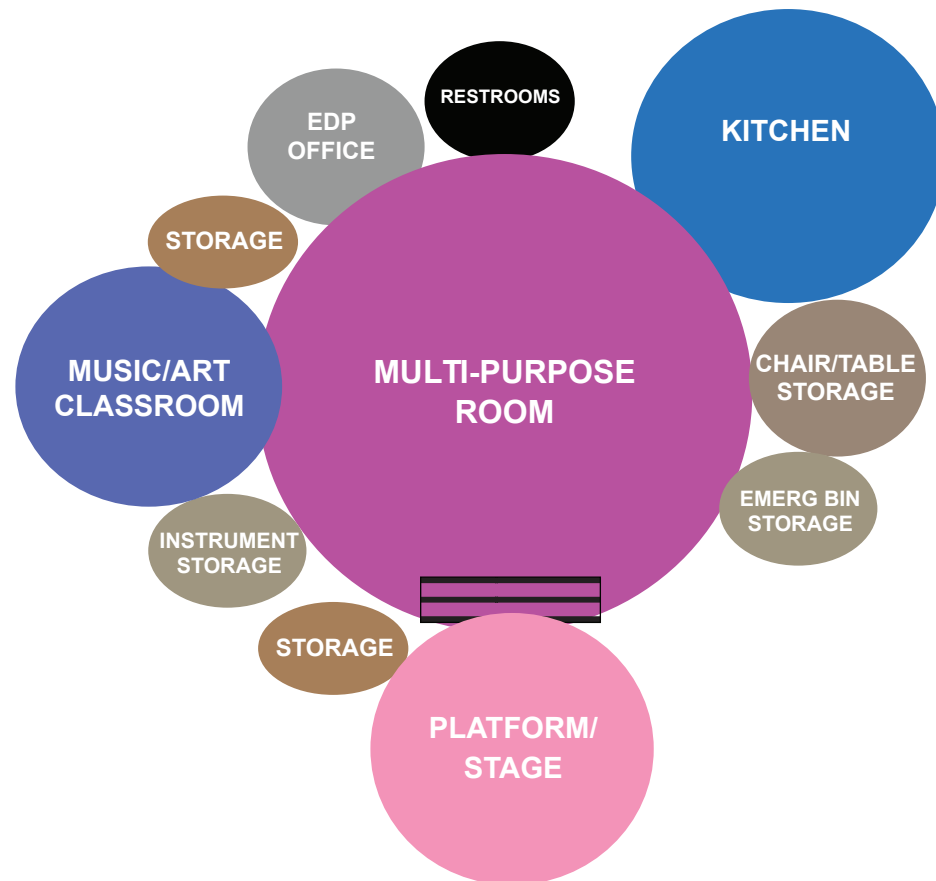 RESTROOMS
EDP
OFFICE
KITCHEN
STORAGE
MUSIC/ART
CLASSROOM
MULTI-PURPOSE
ROOM
CHAIR/TABLE
STORAGE
EMERG BIN
STORAGE
INSTRUMENT
STORAGE
STORAGE
PLATFORM/
STAGE